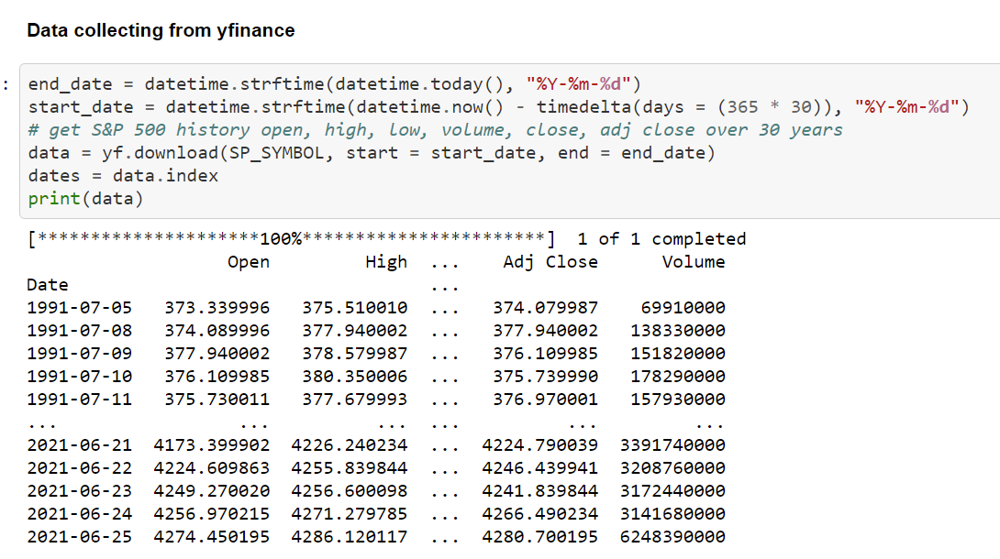 Data collecting from yfinance
: end_date = datetime.strftime(datetime.today(), "%Y-%m-%d")
start_date = datetime.strftime(datetime.now() - timedelta(days = (365 * 30)), "%Y-%m-%d")
# get S&P 500 history open, high, low, volume, close, adj close over 30 years
data = yf.download(SP_SYMBOL, start = start_date, end = end_date)
dates = data.index
print(data)
[*********************100%***********************]  1 of 1 completed
                   Open         High  ...    Adj Close      Volume
Date                                  ...
1991-07-05   373.339996   375.510010  ...   374.079987    69910000
1991-07-08   374.089996   377.940002  ...   377.940002   138330000
1991-07-09   377.940002   378.579987  ...   376.109985   151820000
1991-07-10   376.109985   380.350006  ...   375.739990   178290000
1991-07-11   375.730011   377.679993  ...   376.970001   157930000
...                 ...          ...  ...          ...         ...
2021-06-21  4173.399902  4226.240234  ...  4224.790039  3391740000
2021-06-22  4224.609863  4255.839844  ...  4246.439941  3208760000
2021-06-23  4249.270020  4256.600098  ...  4241.839844  3172440000
2021-06-24  4256.970215  4271.279785  ...  4266.490234  3141680000
2021-06-25  4274.450195  4286.120117  ...  4280.700195  6248390000